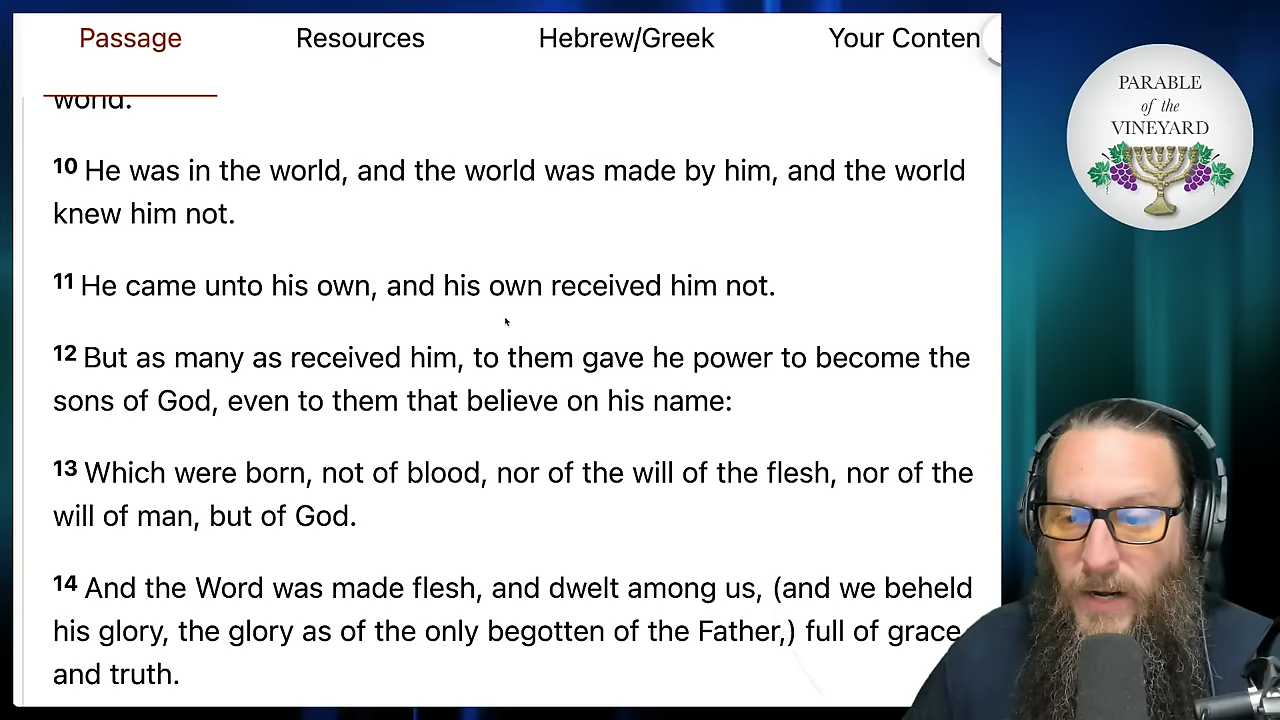 Passage Resources Hebrew/Greek Your Conten
world.
10 He was in the world, and the world was made by him, and the world
knew him not.
11 He came unto his own, and his own received him not.
12 But as many as received him, to them gave he power to become the
sons of God, even to them that believe on his name:
13 Which were born, not of blood, nor of the will of the flesh, nor of the
will of man, but of God.
14 And the Word was made flesh, and dwelt among us, (and we beheld
his glory, the glory as of the only begotten of the Father,) full of grace
and truth.
PARABLE
of the
VINEYARD